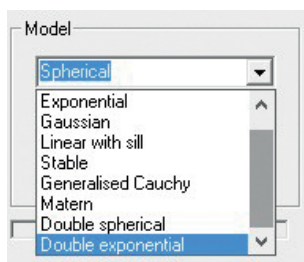 Model
Spherical
Exponential
Gaussian
Linear with sill
Stable
Generalised Cauchy
Matern
Double spherical
Double exponential